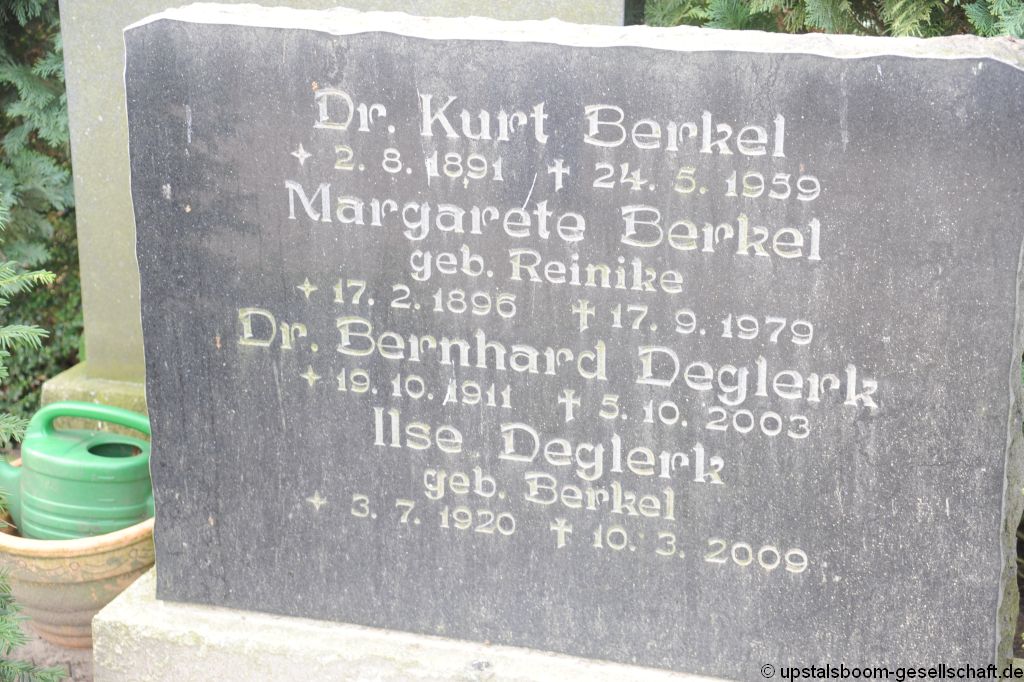 Dr. Kurt Berkel
✦ 2. 8. 1891 ✝ 24. 5. 1959
Margarete Berkel
geb. Reinike
✦ 17. 2. 1896 ✝ 17. 9. 1979
Dr. Bernhard Deglerk
✦ 19. 10. 1911 ✝ 5. 10. 2003
Ilse Deglerk
geb. Berkel
✦ 3. 7. 1920 ✝ 10. 3. 2009
© upstalsboom-gesellschaft.de